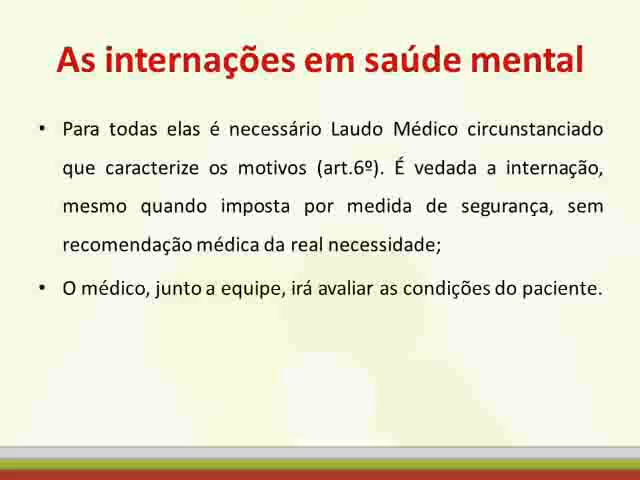 As internações em saúde mental
• Para todas elas é necessário Laudo Médico circunstanciado
que caracterize os motivos (art.6º). É vedada a internação,
mesmo quando imposta por medida de segurança, sem
recomendação médica da real necessidade;
• O médico, junto a equipe, irá avaliar as condições do paciente.